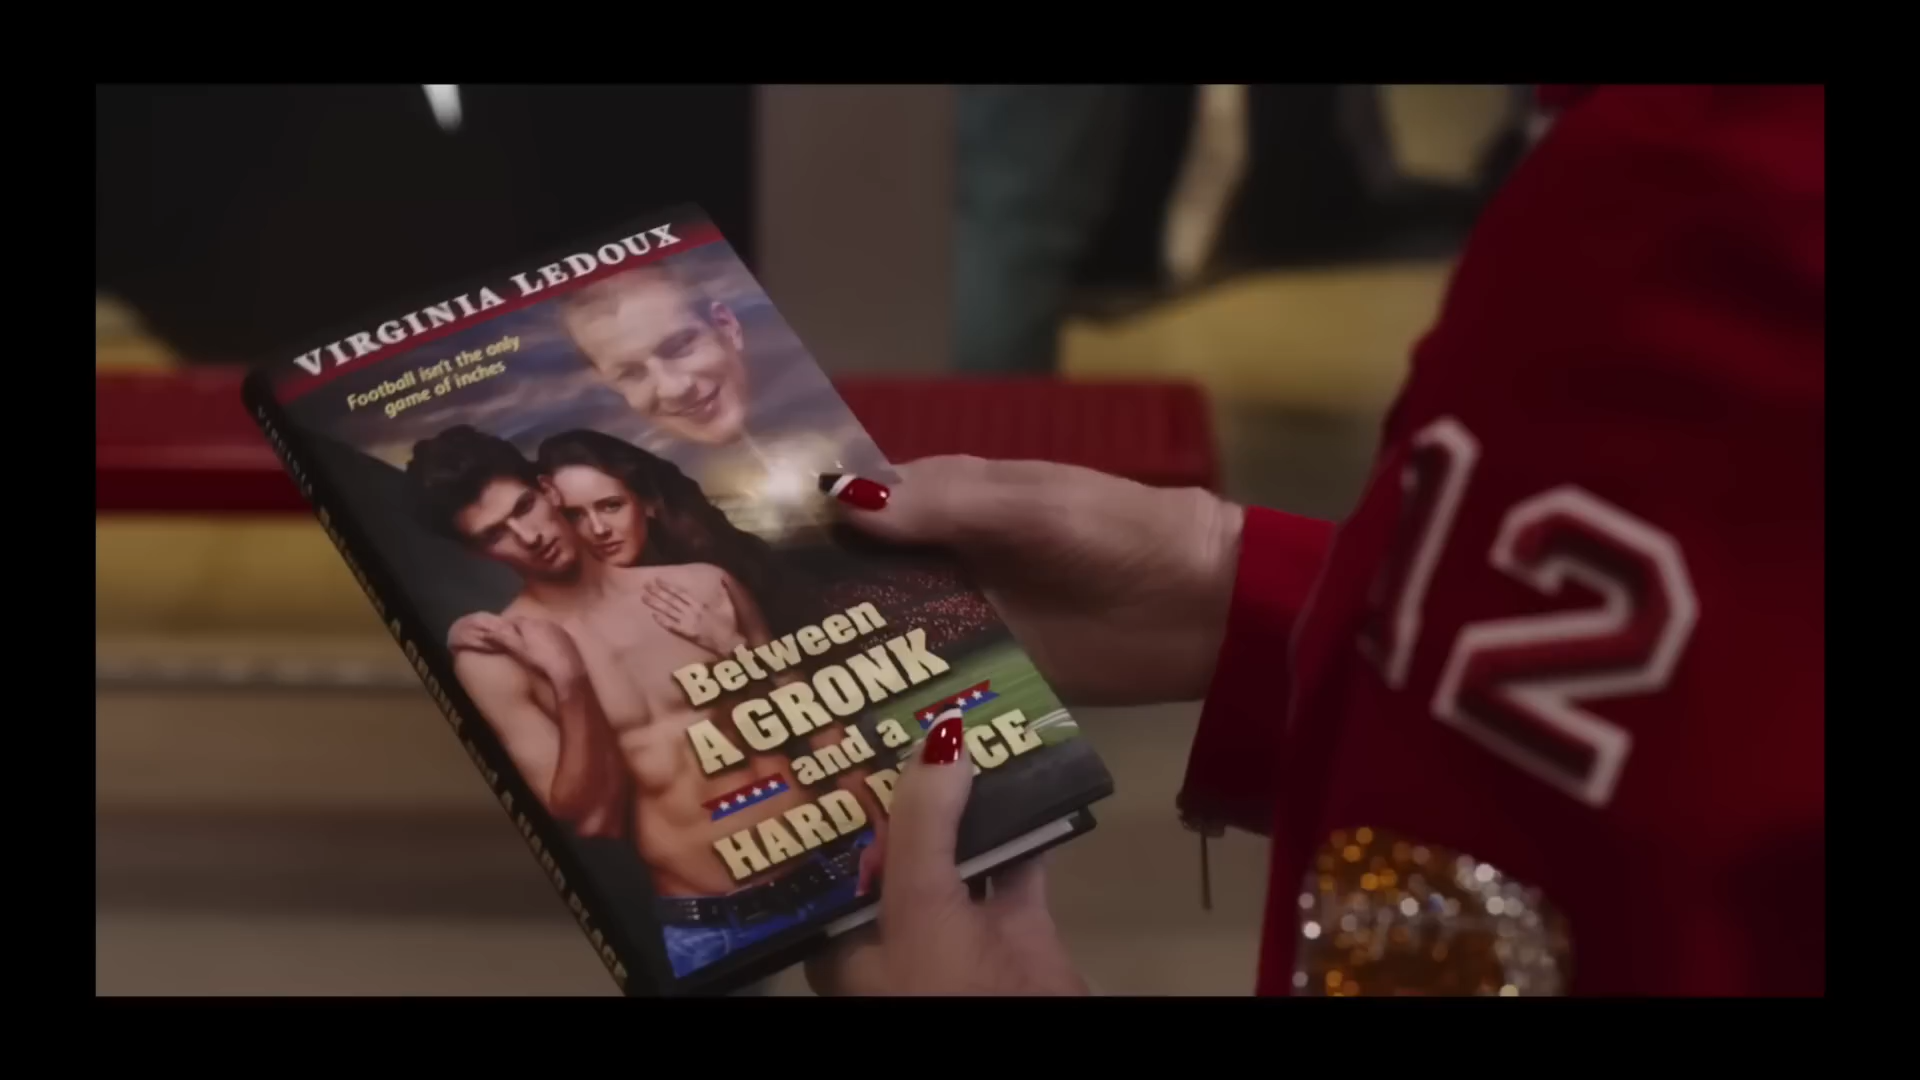 VIRGINIA LEDOUX
Football isn't the only
game of inches
Between
A GRONK
and a
HARD
12